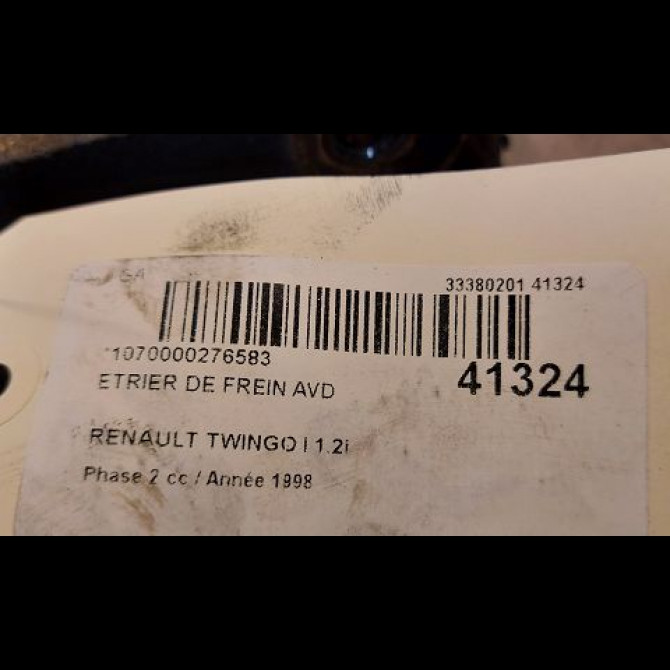 33380201 41324
*1070000276583
41324
ETRIER DE FREIN AVD
RENAULT TWINGO I 1.2i
Phase 2 cc / Année 1998